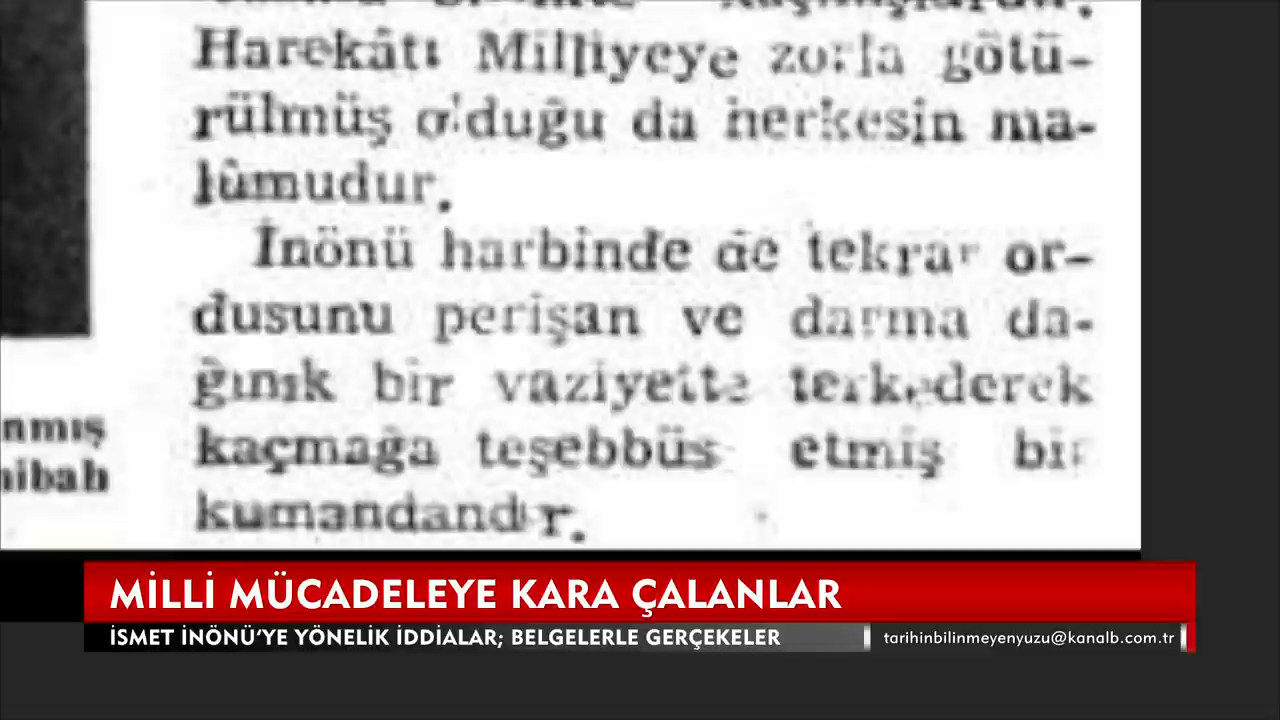 Harekâtı Milliyeye zorla götü-
rülmüş olduğu da herkesin ma-
lûmudur.
İnönü harbinde de tekrar or-
dusunu perişan ve darma da-
ğınık bir vaziyette terkederek
kaçmağa teşebbüs etmiş bir
kumandandır.
nmış
hibah
MİLLİ MÜCADELEYE KARA ÇALANLAR
İSMET İNÖNÜ'YE YÖNELİK İDDİALAR; BELGELERLE GERÇEKELER
tarihinbilinmeyenyuzu@kanalb.com.tr